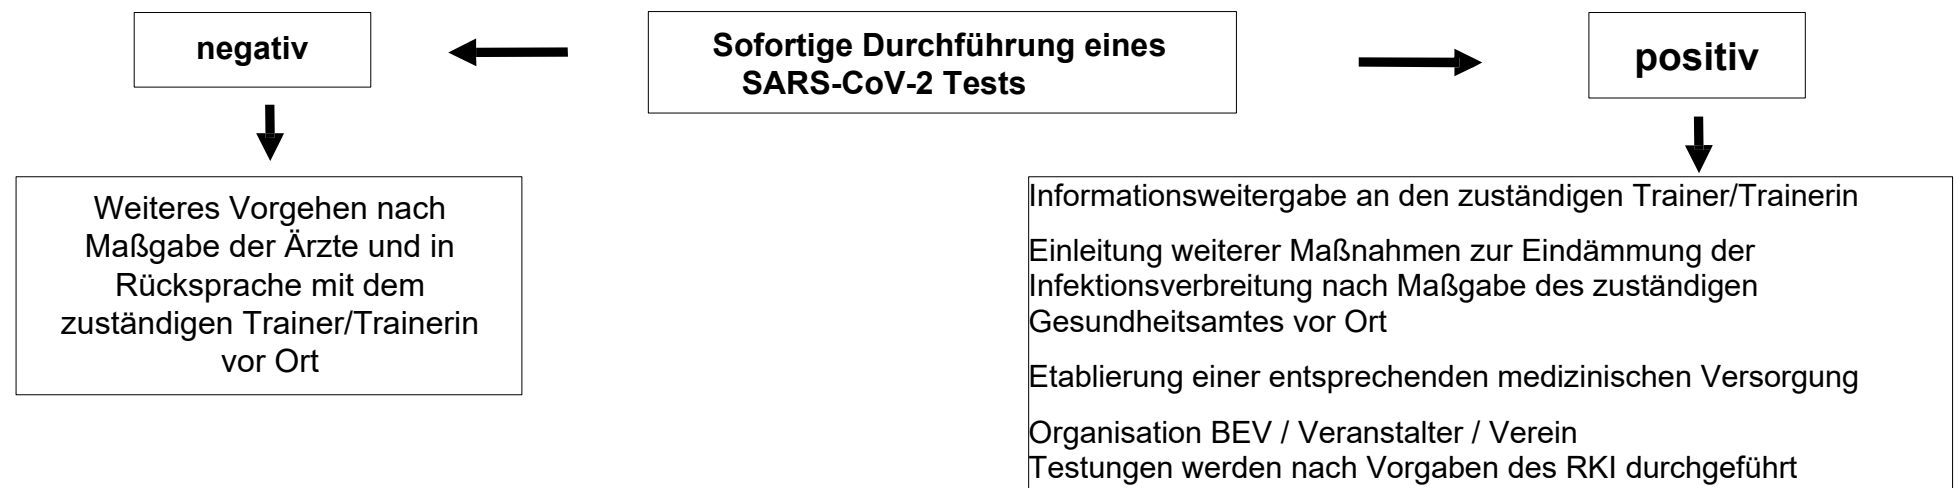 negativ
Sofortige Durchführung eines
SARS-CoV-2 Tests
positiv
Weiteres Vorgehen nach
Maßgabe der Ärzte und in
Rücksprache mit dem
zuständigen Trainer/Trainerin
vor Ort
Informationsweitergabe an den zuständigen Trainer/Trainerin
Einleitung weiterer Maßnahmen zur Eindämmung der
Infektionsverbreitung nach Maßgabe des zuständigen
Gesundheitsamtes vor Ort
Etablierung einer entsprechenden medizinischen Versorgung
Organisation BEV / Veranstalter / Verein
Testungen werden nach Vorgaben des RKI durchgeführt